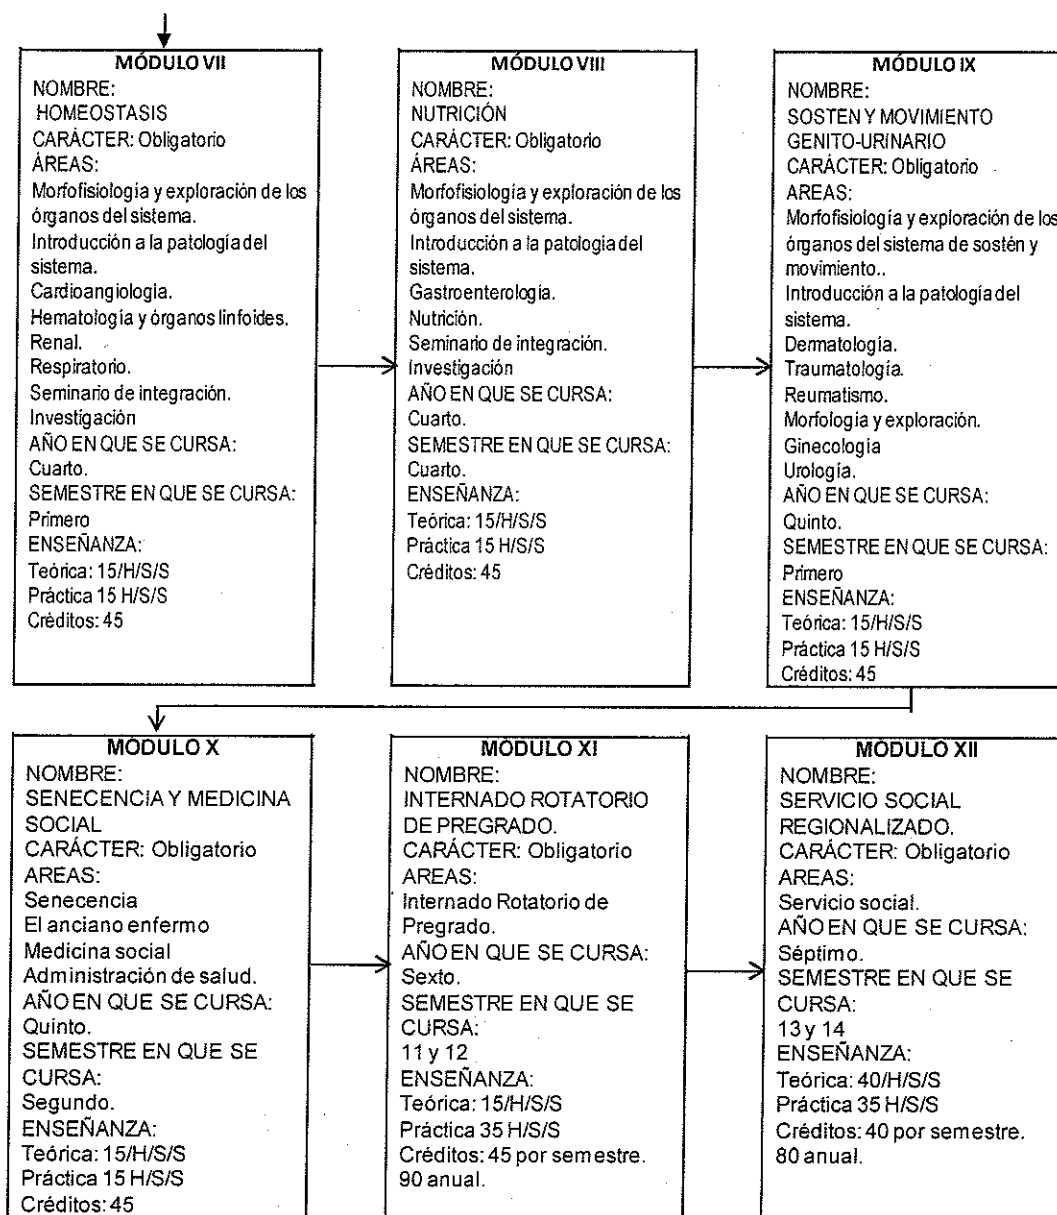 MÓDULO VII
NOMBRE:
HOMEOSTASIS
CARÁCTER: Obligatorio
ÁREAS:
Morfofisiología y exploración de los
órganos del sistema.
Introducción a la patología del
sistema.
Cardioangiologia.
Hematología y órganos linfoides.
Renal.
Respiratorio.
Seminario de integración.
Investigación
AÑO EN QUE SE CURSA:
Cuarto.
SEMESTRE EN QUE SE CURSA:
Primero
ENSEÑANZA:
Teórica: 15/H/S/S
Práctica 15 H/S/S
Créditos: 45
MÓDULO VIII
NOMBRE:
NUTRICIÓN
CARÁCTER: Obligatorio
ÁREAS:
Morfofisiología y exploración de los
órganos del sistema.
Introducción a la patología del
sistema.
Gastroenterología.
Nutrición.
Seminario de integración.
Investigación
AÑO EN QUE SE CURSA:
Cuarto.
SEMESTRE EN QUE SE CURSA:
Cuarto.
ENSEÑANZA:
Teórica: 15/H/S/S
Práctica 15 H/S/S
Créditos: 45
MÓDULO IX
NOMBRE:
SOSTEN Y MOVIMIENTO
GENITO-URINARIO
CARÁCTER: Obligatorio
AREAS:
Morfofisiología y exploración de los
órganos del sistema de sostén y
movimiento..
Introducción a la patología del
sistema.
Dermatología.
Traumatología.
Reumatismo.
Morfología y exploración.
Ginecología
Urología.
AÑO EN QUE SE CURSA:
Quinto.
SEMESTRE EN QUE SE CURSA:
Primero
ENSEÑANZA:
Teórica: 15/H/S/S
Práctica 15 H/S/S
Créditos: 45
MÓDULO X
NOMBRE:
SENECENCIA Y MEDICINA
SOCIAL
CARÁCTER: Obligatorio
AREAS:
Senecencia
El anciano enfermo
Medicina social
Administración de salud.
AÑO EN QUE SE CURSA:
Quinto.
SEMESTRE EN QUE SE
CURSA:
Segundo.
ENSEÑANZA:
Teórica: 15/H/S/S
Práctica 15 H/S/S
Créditos: 45
MÓDULO XI
NOMBRE:
INTERNADO ROTATORIO
DE PREGRADO.
CARÁCTER: Obligatorio
AREAS:
Internado Rotatorio de
Pregrado.
AÑO EN QUE SE CURSA:
Sexto.
SEMESTRE EN QUE SE
CURSA:
11 y 12
ENSEÑANZA:
Teórica: 15/H/S/S
Práctica 35 H/S/S
Créditos: 45 por semestre.
90 anual.
MÓDULO XII
NOMBRE:
SERVICIO SOCIAL
REGIONALIZADO.
CARÁCTER: Obligatorio
AREAS:
Servicio social.
AÑO EN QUE SE CURSA:
Séptimo.
SEMESTRE EN QUE SE
CURSA:
13 y 14
ENSEÑANZA:
Teórica: 40/H/S/S
Práctica 35 H/S/S
Créditos: 40 por semestre.
80 anual.